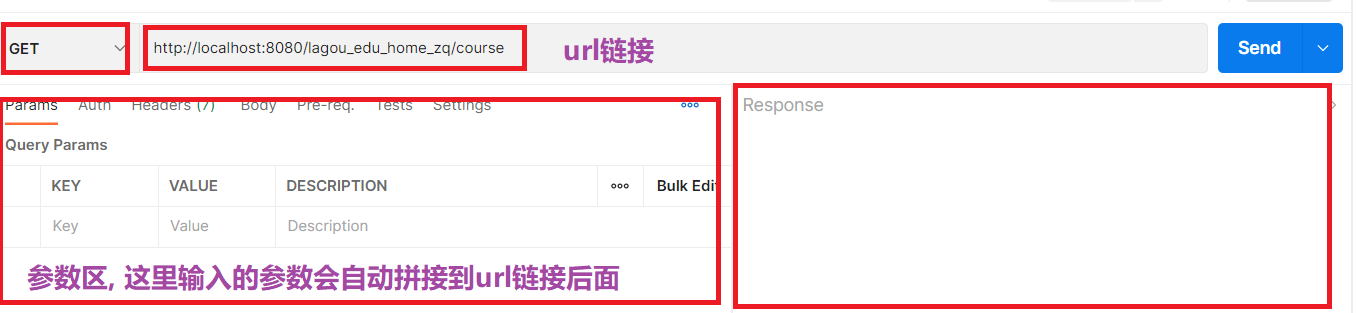 GET http://localhost:8080/lagou_edu_home_zq/course url链接 Send
Params Auth Headers (7) Body Pre-req. Tests Settings
Response
Query Params
KEY VALUE DESCRIPTION Bulk Edit
Key Value Description
参数区, 这里输入的参数会自动拼接到url链接后面